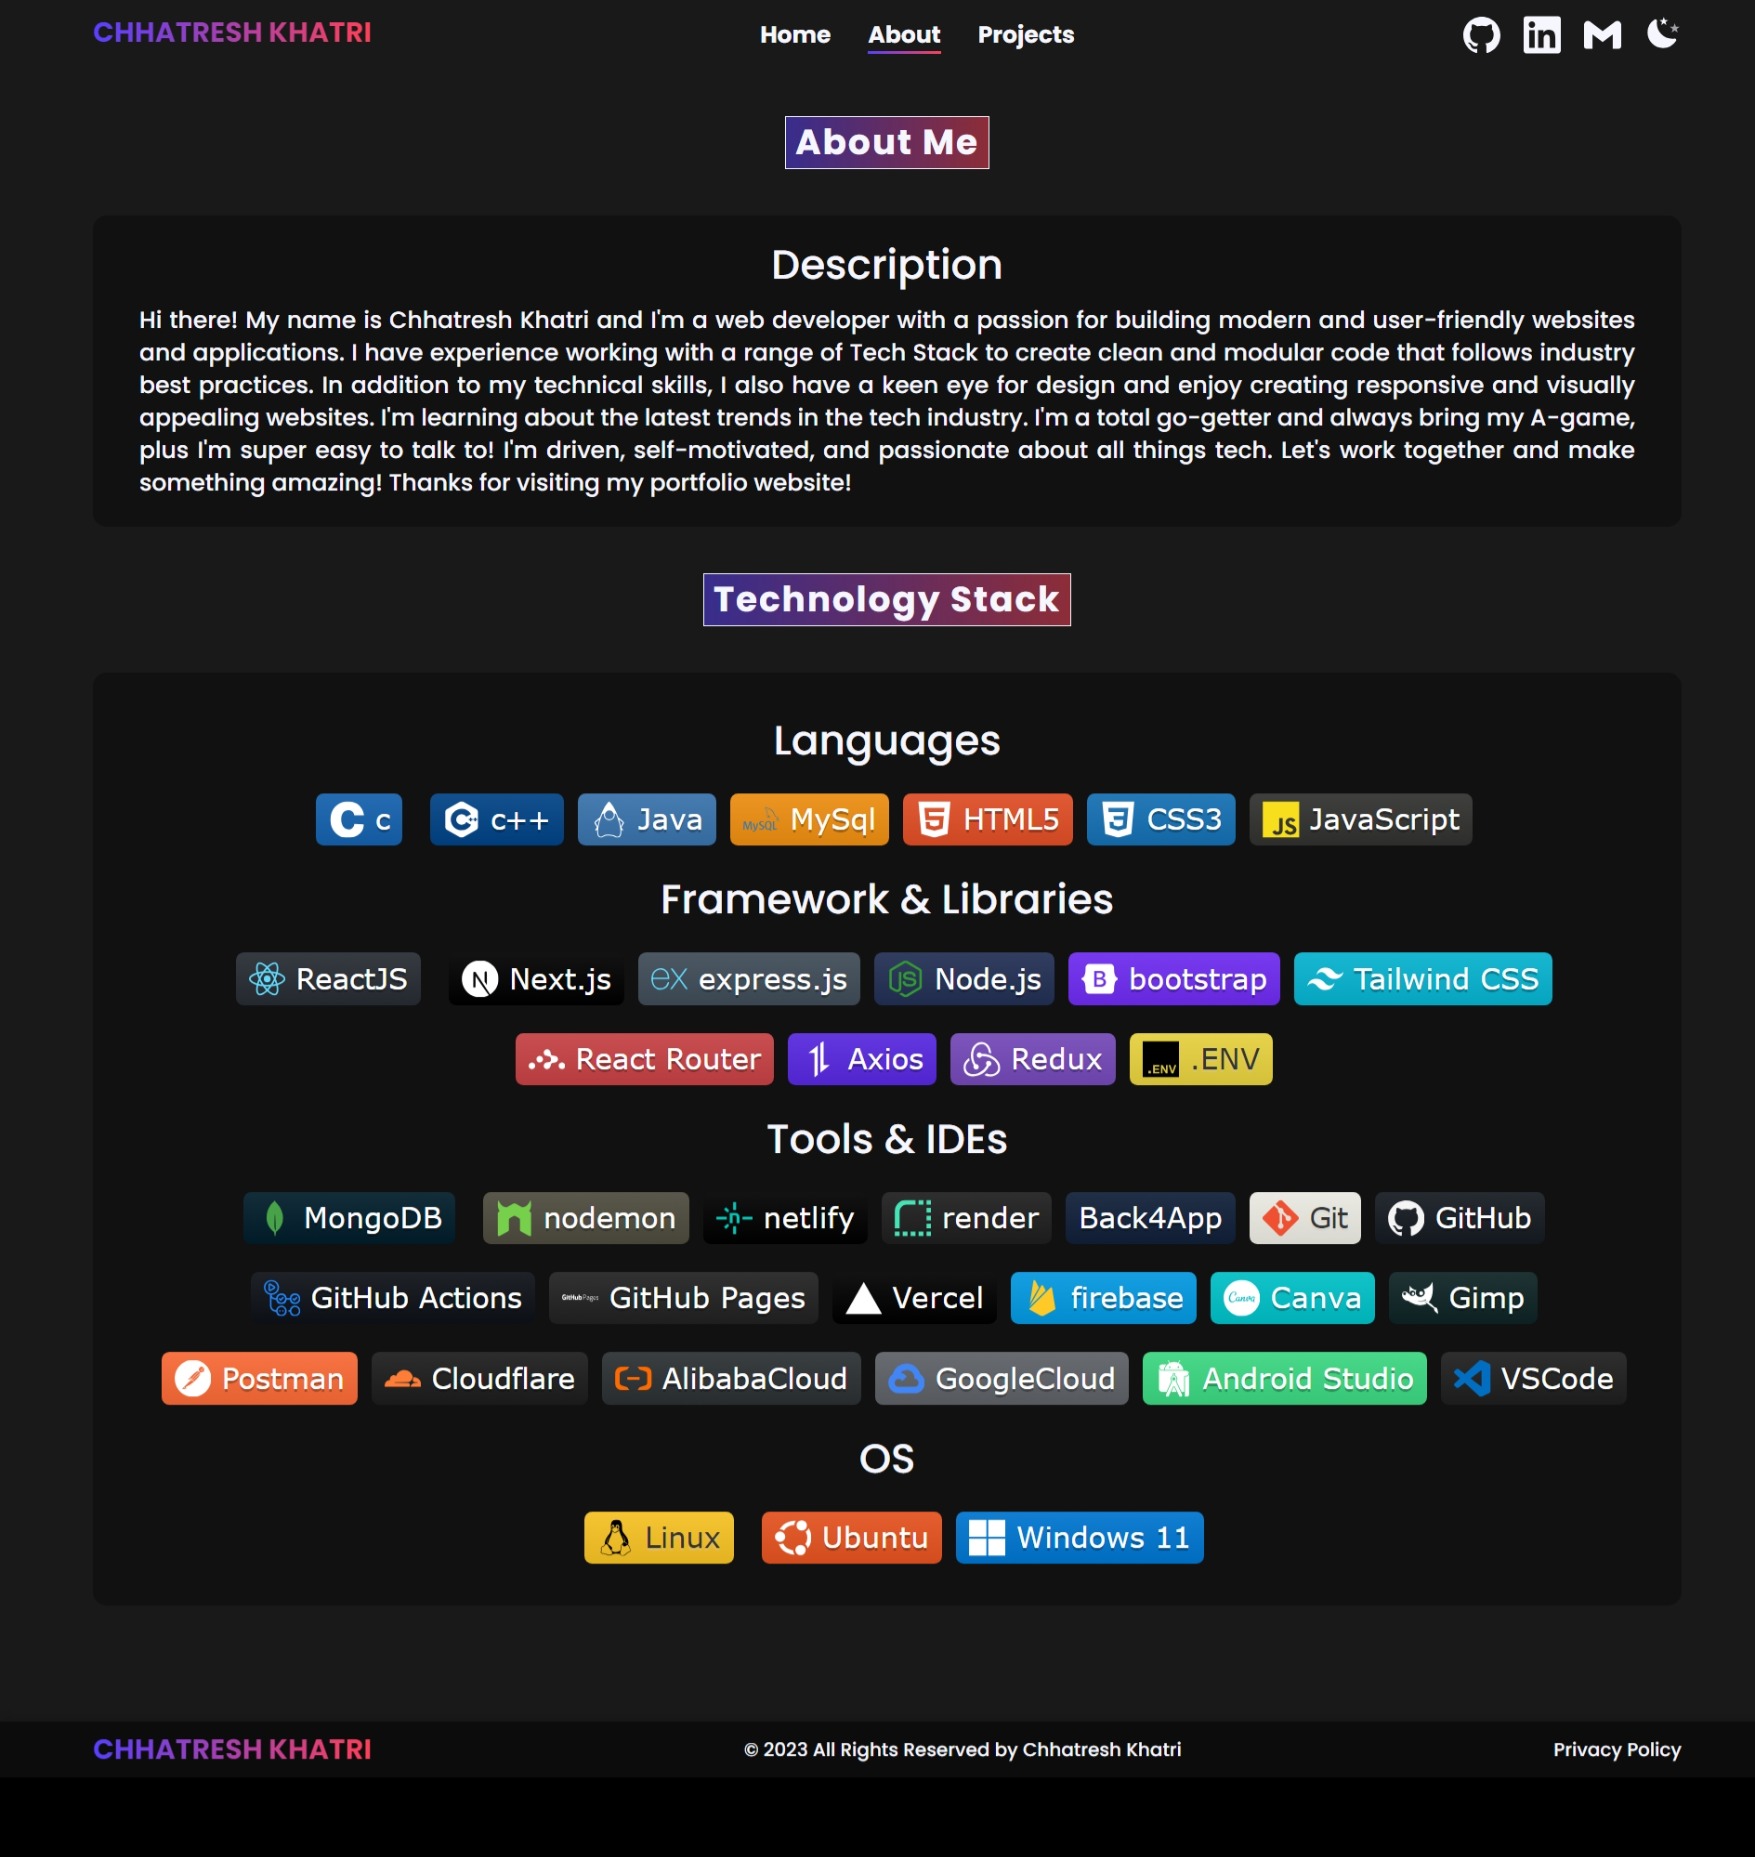 CHHATRESH KHATRI
Home About Projects
About Me
Description
Hi there! My name is Chhatresh Khatri and I'm a web developer with a passion for building modern and user-friendly websites
and applications. I have experience working with a range of Tech Stack to create clean and modular code that follows industry
best practices. In addition to my technical skills, I also have a keen eye for design and enjoy creating responsive and visually
appealing websites. I'm learning about the latest trends in the tech industry. I'm a total go-getter and always bring my A-game,
plus I'm super easy to talk to! I'm driven, self-motivated, and passionate about all things tech. Let's work together and make
something amazing! Thanks for visiting my portfolio website!
Technology Stack
Languages
C c C++ c++ Java MySQL MySql HTML5 CSS3 JS JavaScript
Framework & Libraries
ReactJS Next.js ex express.js JS Node.js B bootstrap Tailwind CSS
React Router Axios Redux .ENV .ENV
Tools & IDEs
MongoDB nodemon netlify render Back4App Git GitHub
GitHub Actions GitHub Pages GitHub Pages Vercel firebase Canva Canva Gimp
Postman Cloudflare AlibabaCloud GoogleCloud Android Studio VSCode
OS
Linux Ubuntu Windows 11
CHHATRESH KHATRI © 2023 All Rights Reserved by Chhatresh Khatri Privacy Policy